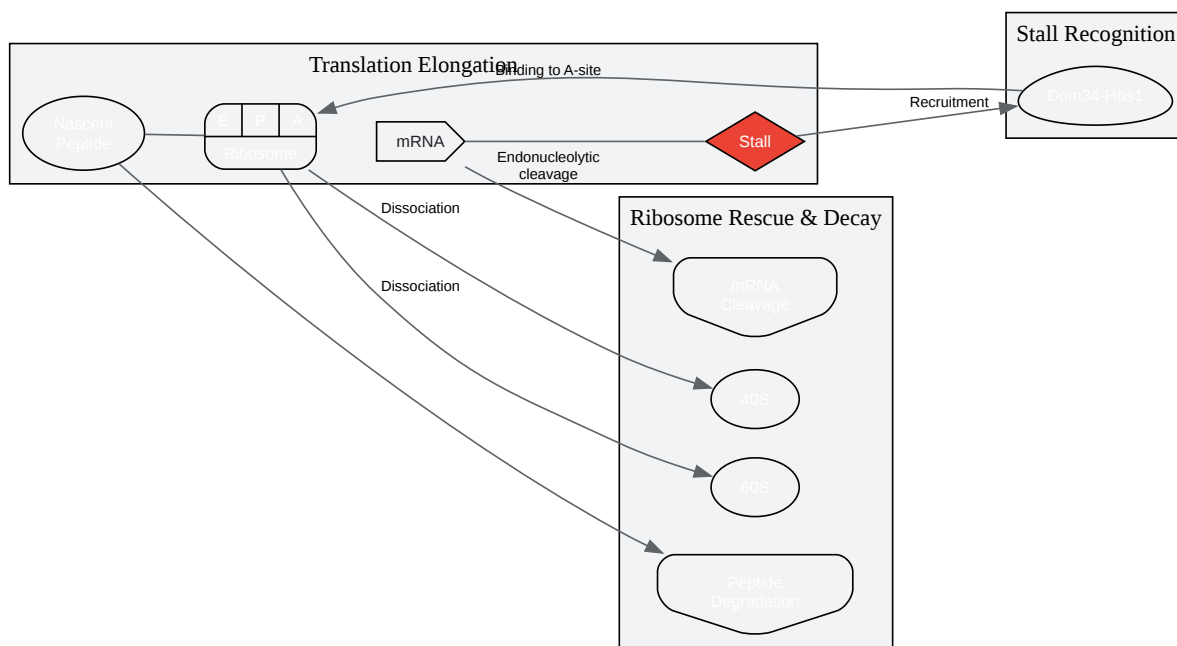 Stall Recognition
Dom34-Hbs1
Translation Elongation
Binding to A-site
Recruitment
Nascent
Peptide
E P A
Ribosome
mRNA
Stall
Endonucleolytic
cleavage
Dissociation
Dissociation
Ribosome Rescue & Decay
mRNA
Cleavage
40S
60S
Peptide
Degradation